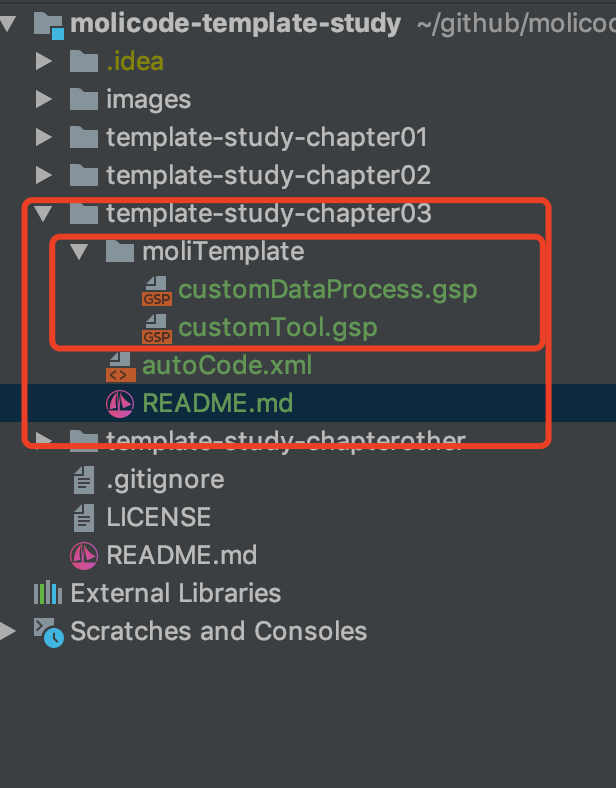 molicode-template-study ~/github/molico
.idea
images
template-study-chapter01
template-study-chapter02
template-study-chapter03
moliTemplate
GSP customDataProcess.gsp
GSP customTool.gsp
autoCode.xml
README.md
template-study-chapterother
.gitignore
LICENSE
README.md
External Libraries
Scratches and Consoles